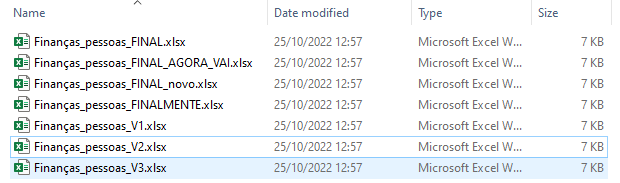 Name Date modified Type Size
Finanças_pessoas_FINAL.xlsx 25/10/2022 12:57 Microsoft Excel W... 7 KB
Finanças_pessoas_FINAL_AGORA_VAI.xlsx 25/10/2022 12:57 Microsoft Excel W... 7 KB
Finanças_pessoas_FINAL_novo.xlsx 25/10/2022 12:57 Microsoft Excel W... 7 KB
Finanças_pessoas_FINALMENTE.xlsx 25/10/2022 12:57 Microsoft Excel W... 7 KB
Finanças_pessoas_V1.xlsx 25/10/2022 12:57 Microsoft Excel W... 7 KB
Finanças_pessoas_V2.xlsx 25/10/2022 12:57 Microsoft Excel W... 7 KB
Finanças_pessoas_V3.xlsx 25/10/2022 12:57 Microsoft Excel W... 7 KB